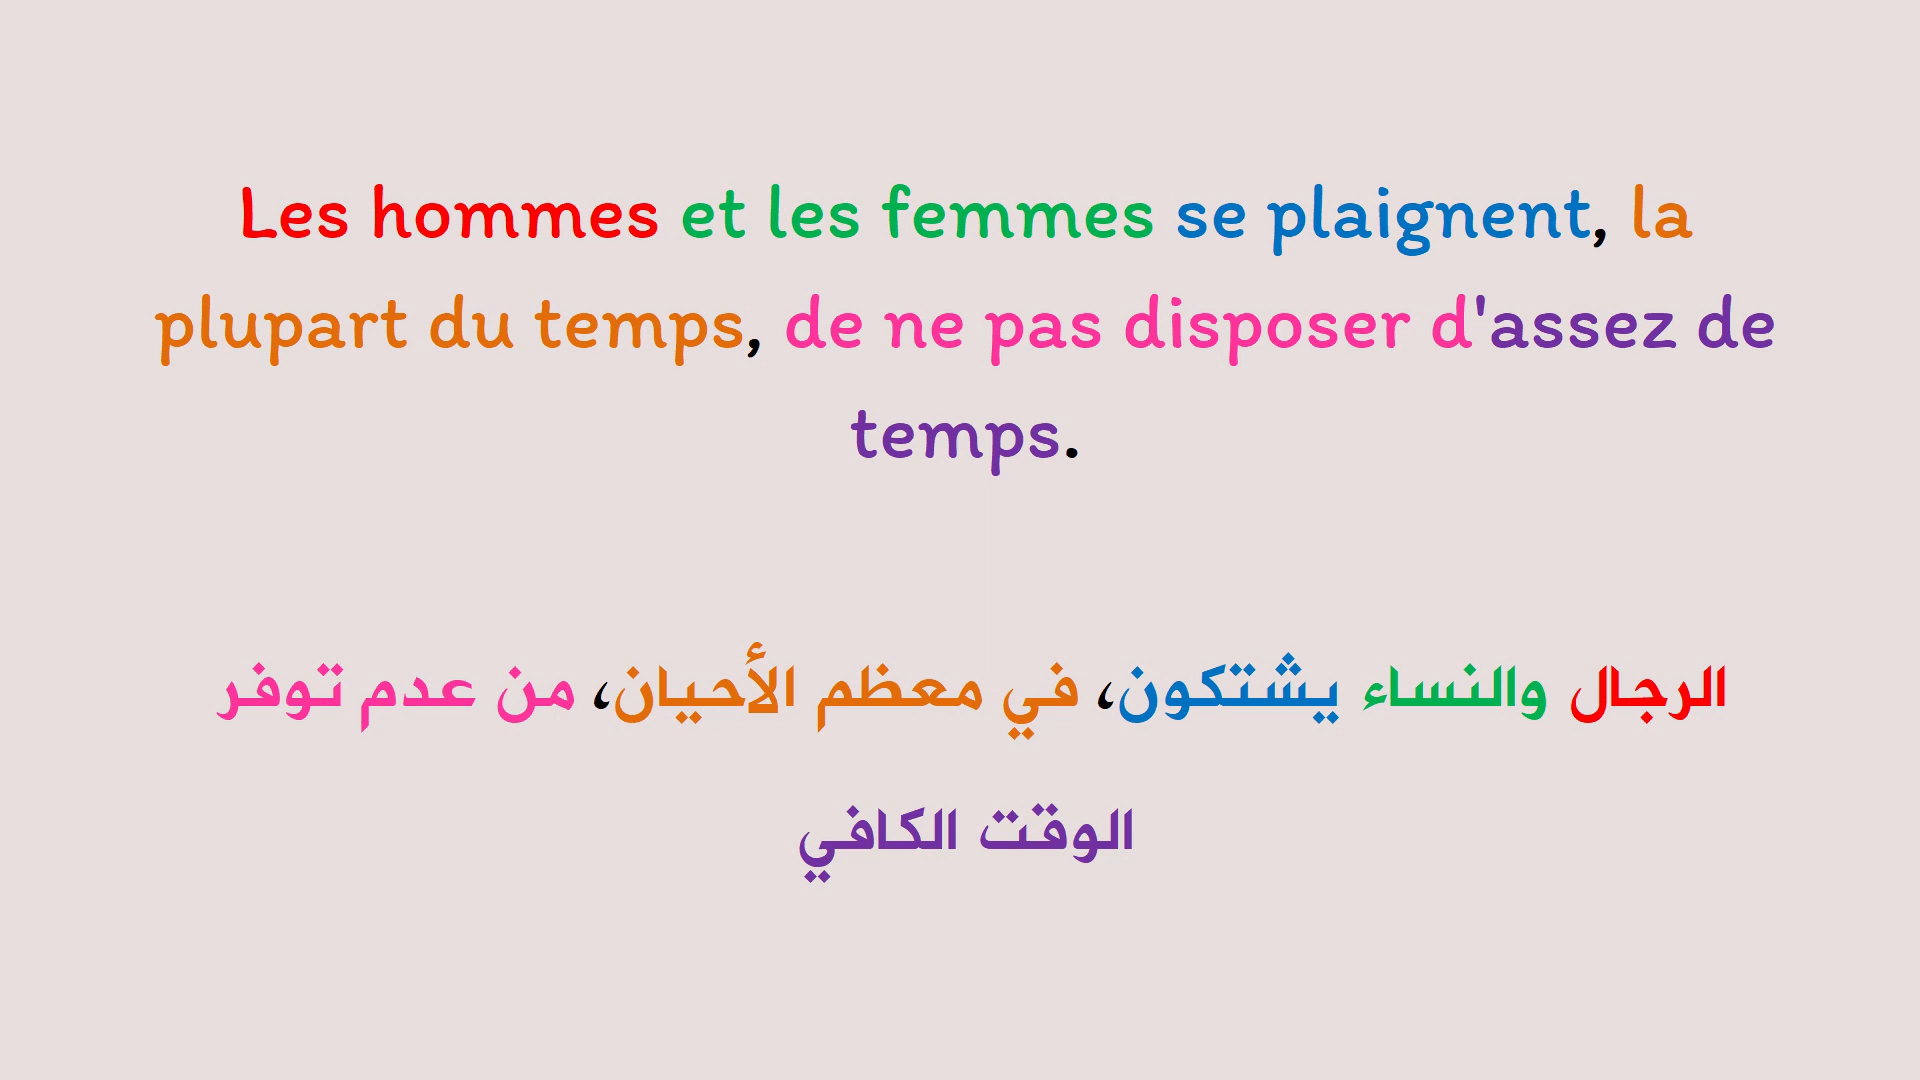 Les hommes et les femmes se plaignent, la
plupart du temps, de ne pas disposer d'assez de
temps.
الرجال والنساء يشتكون، في معظم الأحيان، من عدم توفر
الوقت الكافي